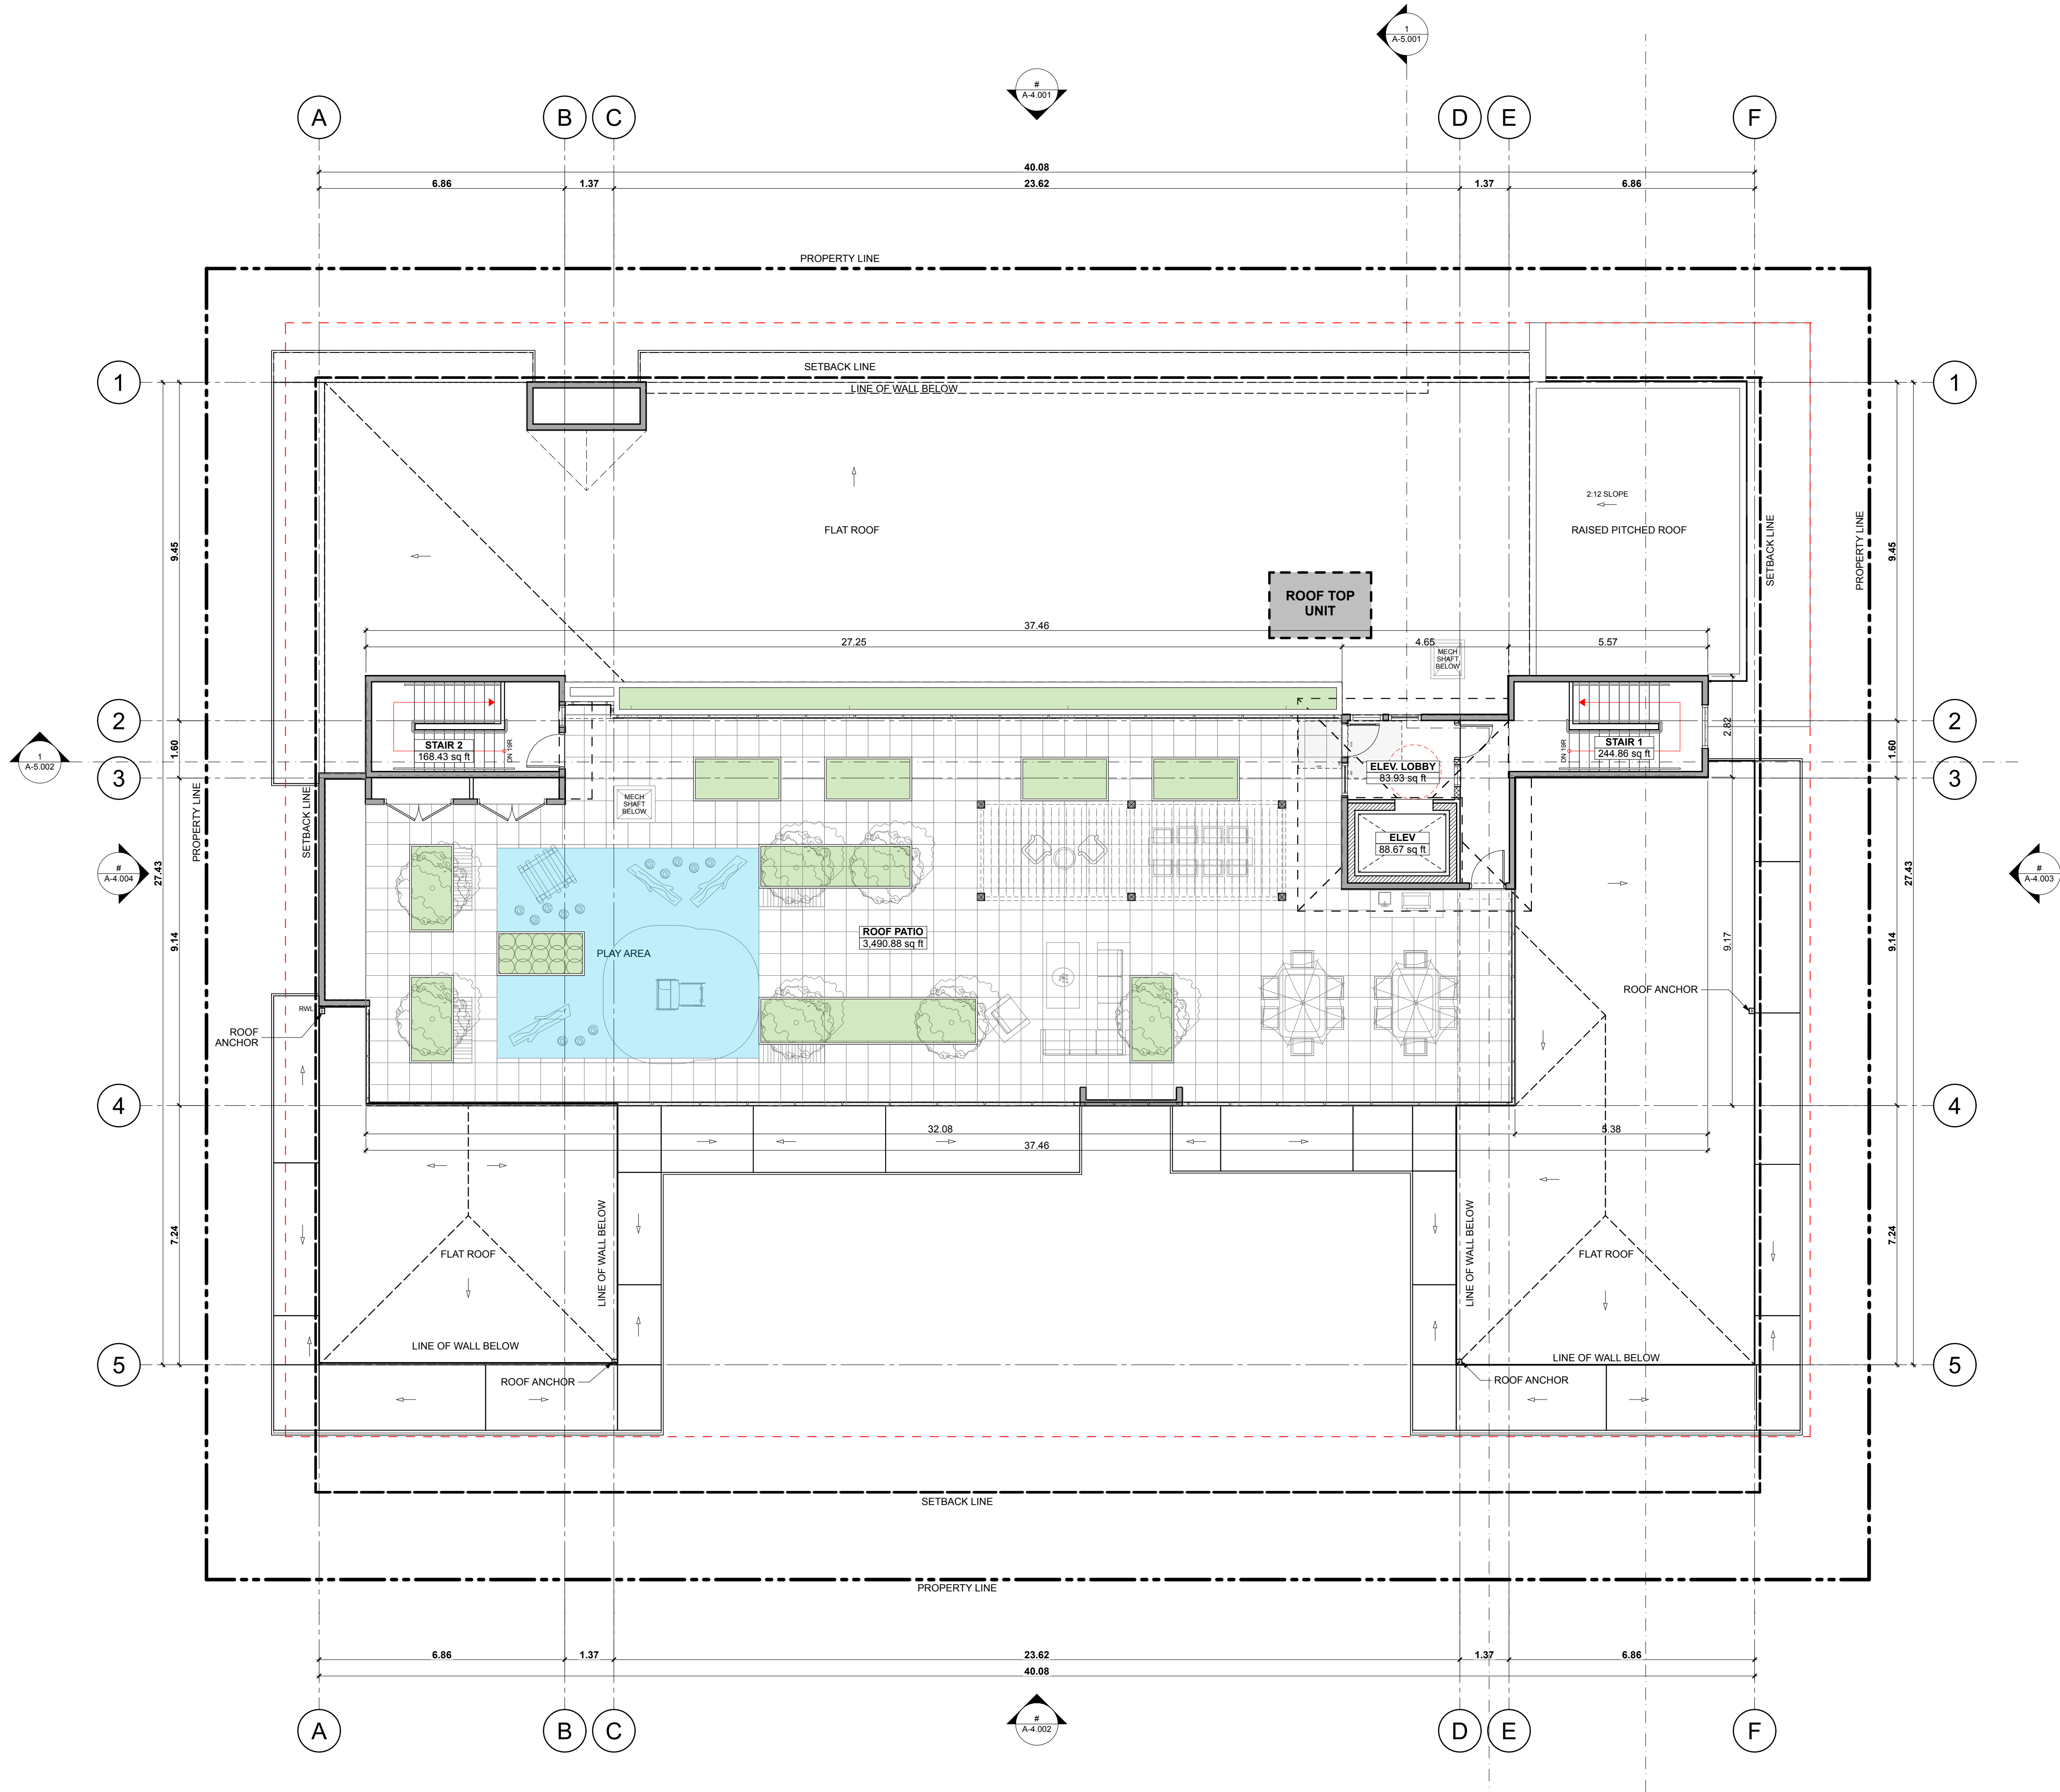 1
A-5.001
#
A-4.001
A
B
C
D
E
F
40.08
6.86
1.37
23.62
1.37
6.86
PROPERTY LINE
SETBACK LINE
1
LINE OF WALL BELOW
1
2:12 SLOPE
FLAT ROOF
RAISED PITCHED ROOF
SETBACK LINE
PROPERTY LINE
9.45
9.45
ROOF TOP
UNIT
37.46
27.25
4.65
5.57
MECH
SHAFT
BELOW
2
2
2.82
STAIR 2
168.43 sq ft
DN 19R
1.60
1
A-5.002
STAIR 1
244.86 sq ft
DN 19R
1.60
ELEV. LOBBY
83.93 sq ft
3
3
MECH
SHAFT
BELOW
PROPERTY LINE
SETBACK LINE
ELEV
88.67 sq ft
#
A-4.004
27.43
27.43
#
A-4.003
ROOF PATIO
3,490.88 sq ft
PLAY AREA
9.14
9.17
9.14
ROOF ANCHOR
RWL
ROOF
ANCHOR
4
4
32.08
5.38
37.46
7.24
7.24
LINE OF WALL BELOW
LINE OF WALL BELOW
FLAT ROOF
FLAT ROOF
LINE OF WALL BELOW
LINE OF WALL BELOW
5
5
ROOF ANCHOR
ROOF ANCHOR
SETBACK LINE
PROPERTY LINE
6.86
1.37
23.62
1.37
6.86
40.08
A
B
C
D
E
F
#
A-4.002